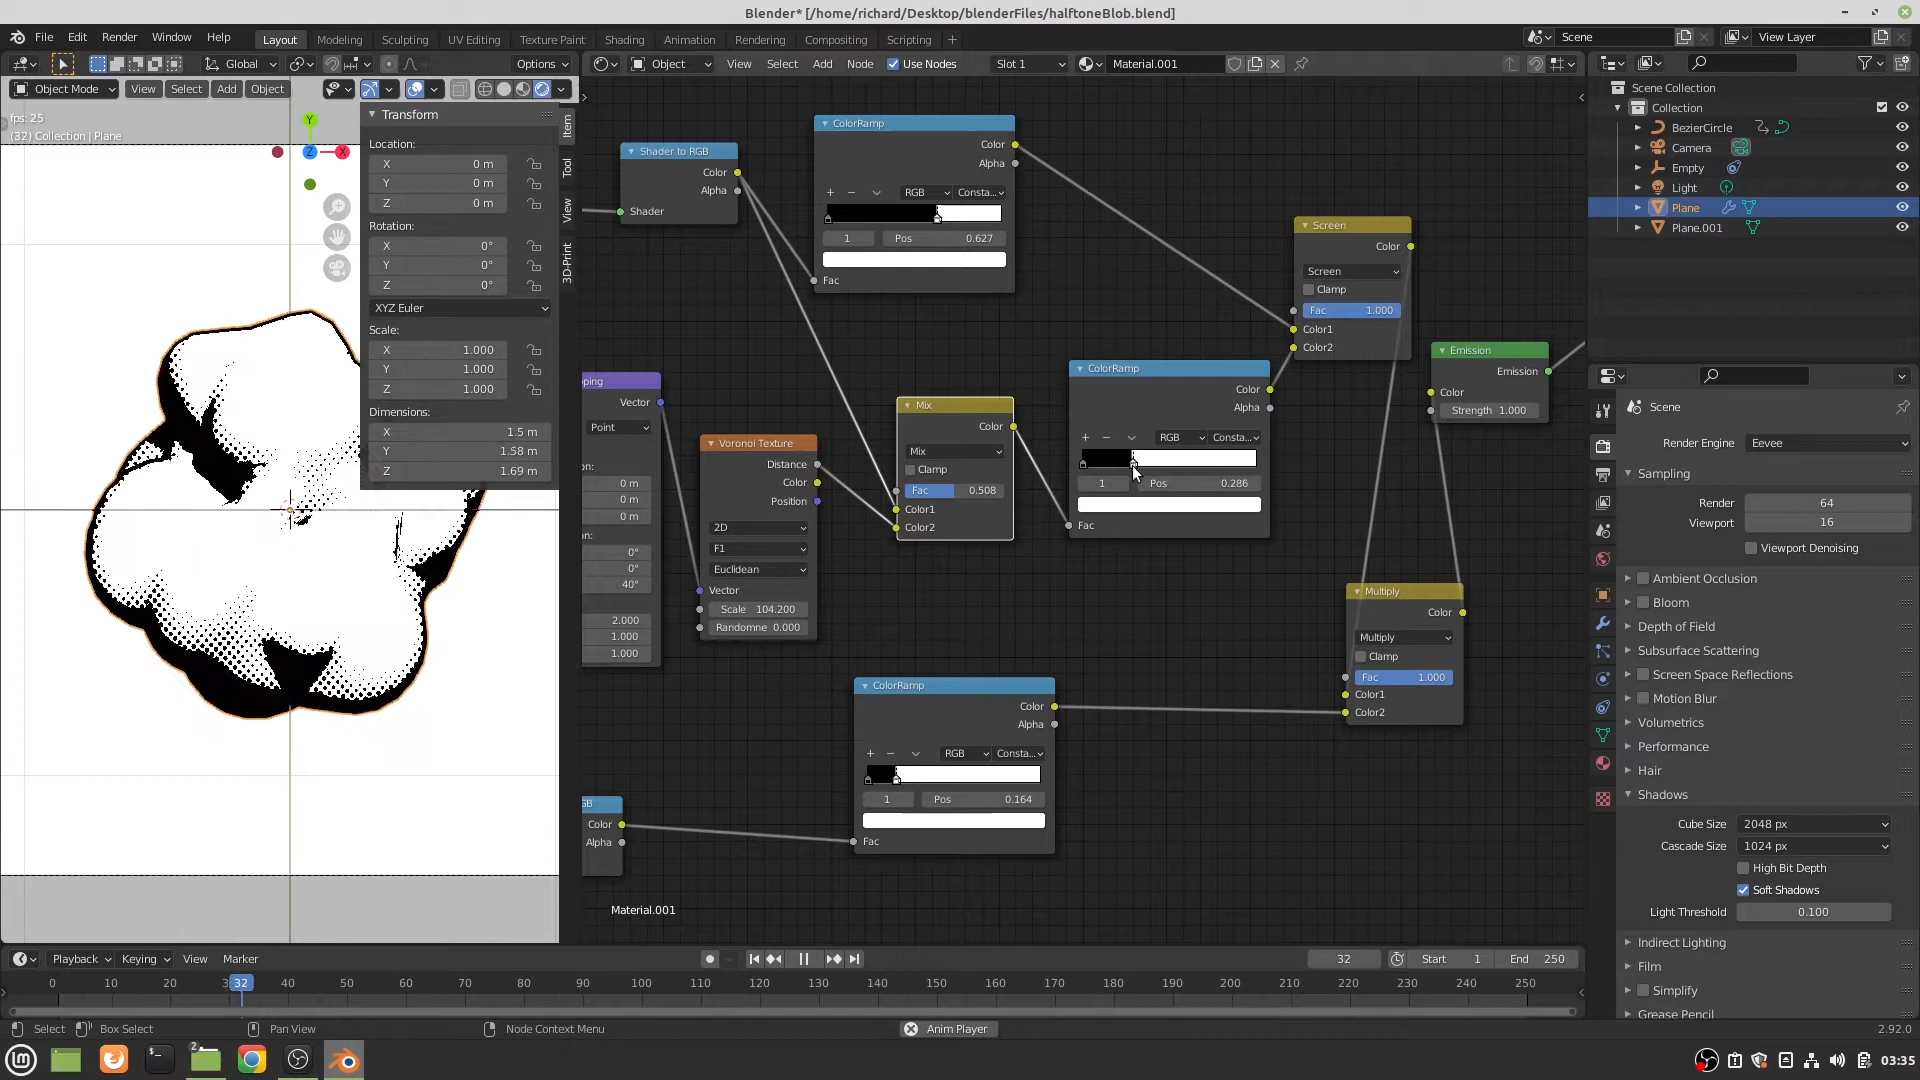 Blender* [/home/richard/Desktop/blenderFiles/halftoneBlob.blend]
File Edit Render Window Help Layout Modeling Sculpting UV Editing Texture Paint Shading Animation Rendering Compositing Scripting + Scene View Layer
Global Options Object View Select Add Node Use Nodes Slot 1 Material.001
Object Mode View Select Add Object
fps: 25
(32) Collection | Plane
Y
Z
X
Transform
Location:
X 0 m
Y 0 m
Z 0 m
Rotation:
X 0°
Y 0°
Z 0°
XYZ Euler
Scale:
X 1.000
Y 1.000
Z 1.000
Dimensions:
X 1.5 m
Y 1.58 m
Z 1.69 m
Item
Tool
View
3D-Print
Shader to RGB
Color
Alpha
Shader
ColorRamp
Color
Alpha
RGB Consta...
1 Pos 0.627
Fac
ping
Vector
Point
n:
0 m
0 m
0 m
on:
0°
0°
40°
2.000
1.000
1.000
Voronoi Texture
Distance
Color
Position
2D
F1
Euclidean
Vector
Scale 104.200
Randomne 0.000
Mix
Color
Mix
Clamp
Fac 0.508
Color1
Color2
ColorRamp
Color
Alpha
RGB Consta...
1 Pos 0.286
Fac
Screen
Color
Screen
Clamp
Fac 1.000
Color1
Color2
Emission
Emission
Color
Strength 1.000
Multiply
Color
Multiply
Clamp
Fac 1.000
Color1
Color2
ColorRamp
Color
Alpha
RGB Consta...
1 Pos 0.164
Fac
GB
Color
Alpha
Material.001
Scene Collection
Collection
BezierCircle
Camera
Empty
Light
Plane
Plane.001
Scene
Render Engine Eevee
Sampling
Render 64
Viewport 16
Viewport Denoising
Ambient Occlusion
Bloom
Depth of Field
Subsurface Scattering
Screen Space Reflections
Motion Blur
Volumetrics
Performance
Hair
Shadows
Cube Size 2048 px
Cascade Size 1024 px
High Bit Depth
Soft Shadows
Light Threshold 0.100
Indirect Lighting
Film
Simplify
Grease Pencil
Playback Keying View Marker 32 Start 1 End 250
0 10 20 3 32 40 50 60 70 80 90 100 110 120 130 140 150 160 170 180 190 200 210 220 230 240 250
Select Box Select Pan View Node Context Menu Anim Player 2.92.0
2 03:35